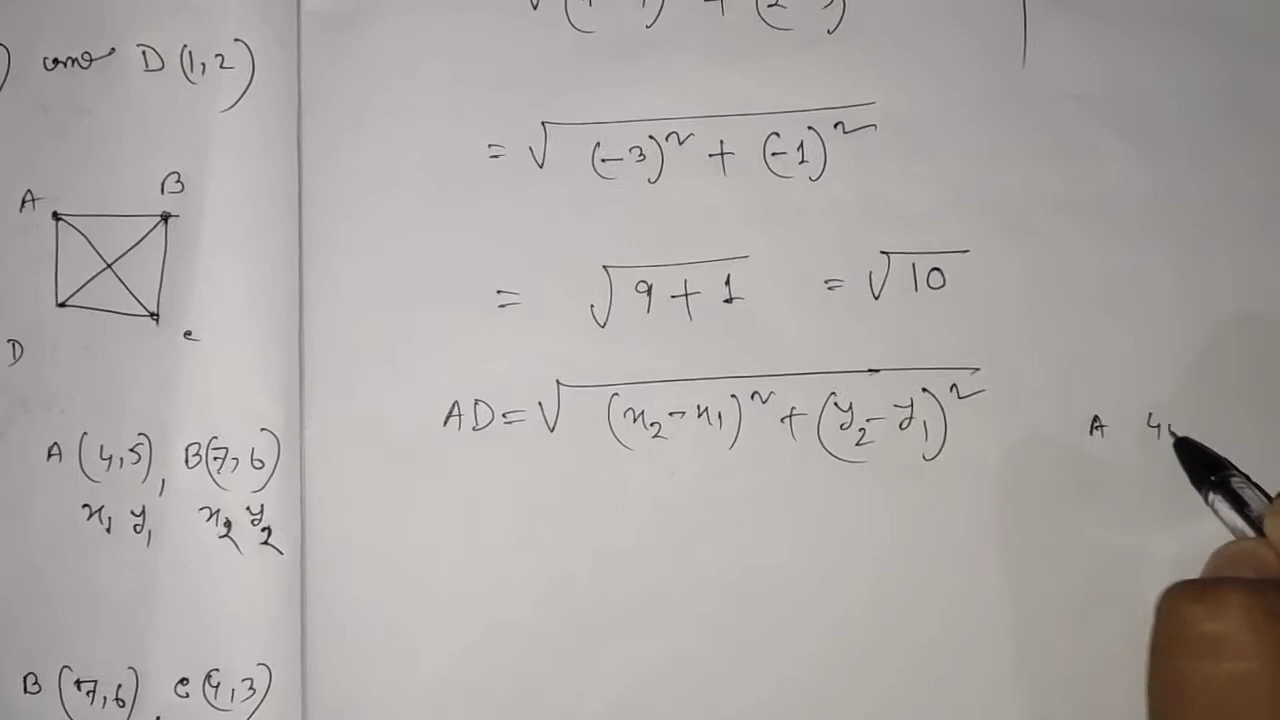 ) and D (1,2)
A B
D C
A (4,5), B(7,6)
x₁ y₁ x₂ y₂
B (7,6), C (4,3)
= √((-3)² + (-1)²)
= √(9+1) = √10
AD = √((x₂-x₁)² + (y₂-y₁)²)
A 4